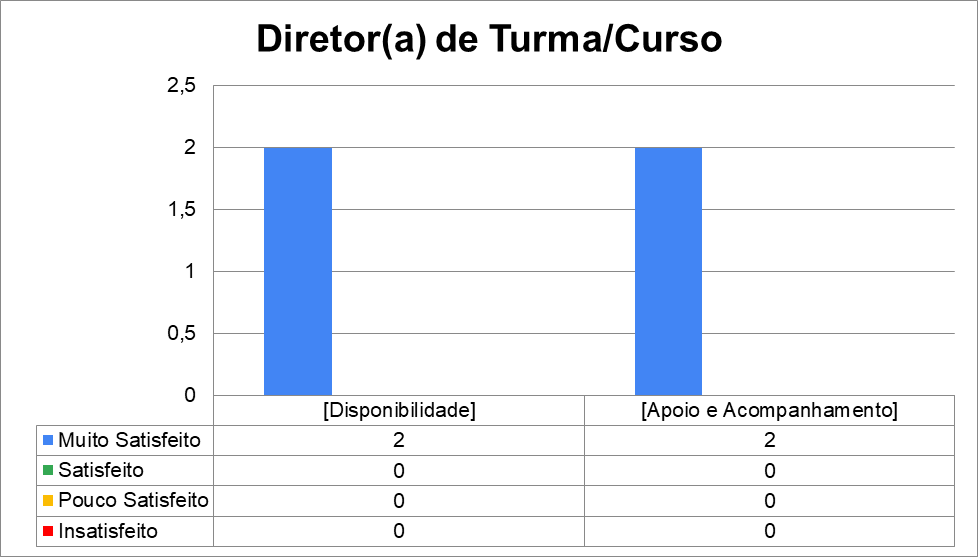 Diretor(a) de Turma/Curso
2,5
2
1,5
1
0,5
0
[Disponibilidade] [Apoio e Acompanhamento]
Muito Satisfeito 2 2
Satisfeito 0 0
Pouco Satisfeito 0 0
Insatisfeito 0 0